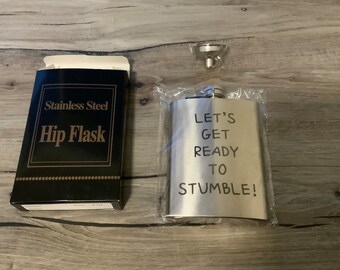 Stainless Steel
Hip Flask
LET'S
GET
READY
TO
STUMBLE!